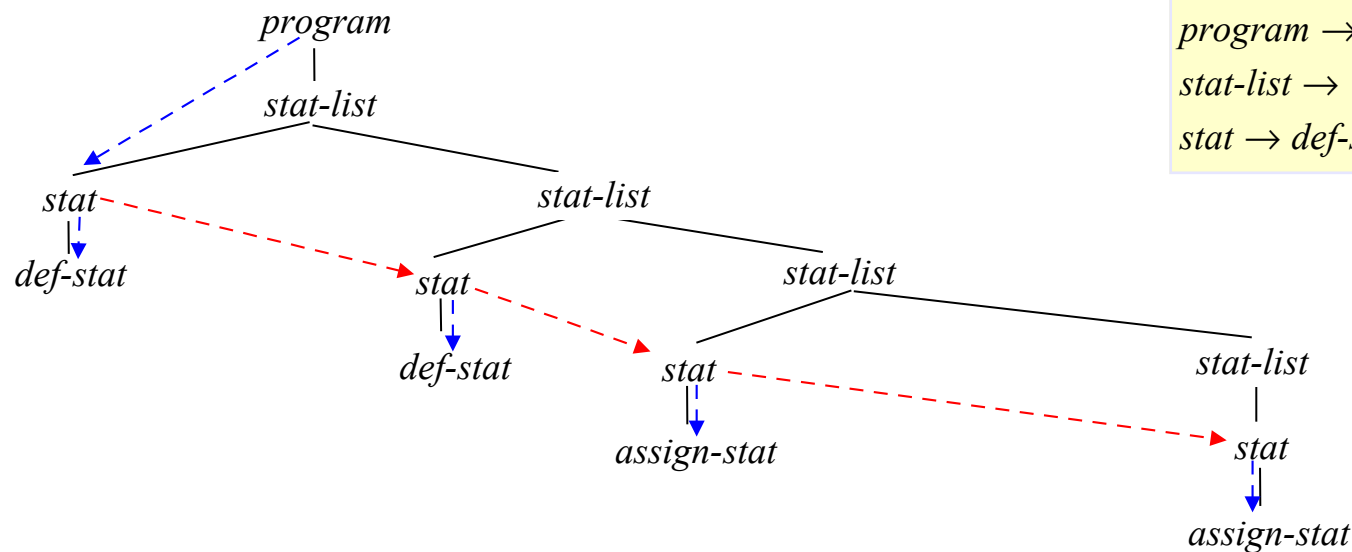 program
program →
stat-list →
stat → def-s
stat-list
stat
stat-list
def-stat
stat
stat-list
def-stat
stat
stat-list
assign-stat
stat
assign-stat